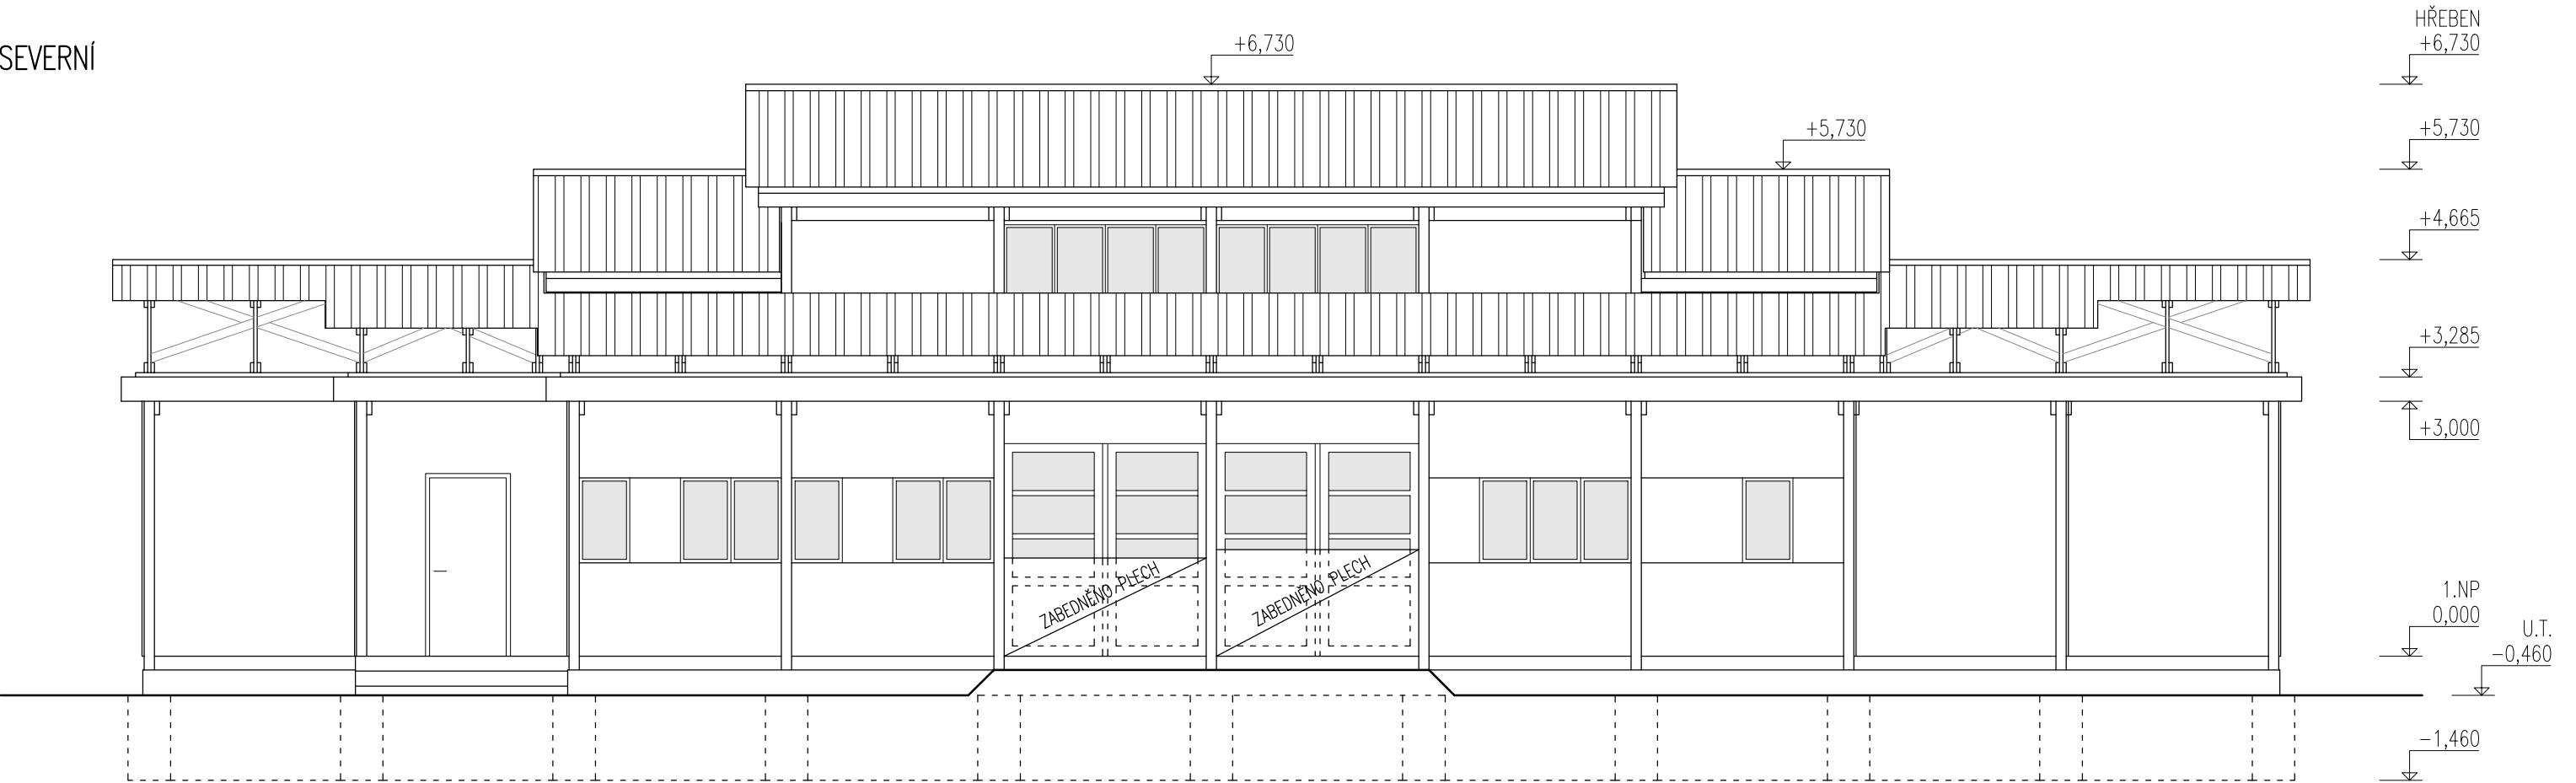 SEVERNÍ
+6,730
+5,730
HŘEBEN
+6,730
+5,730
+4,665
+3,285
+3,000
ZABEDNĚNO PLECH
ZABEDNĚNO PLECH
1.NP
0,000
U.T.
-0,460
-1,460